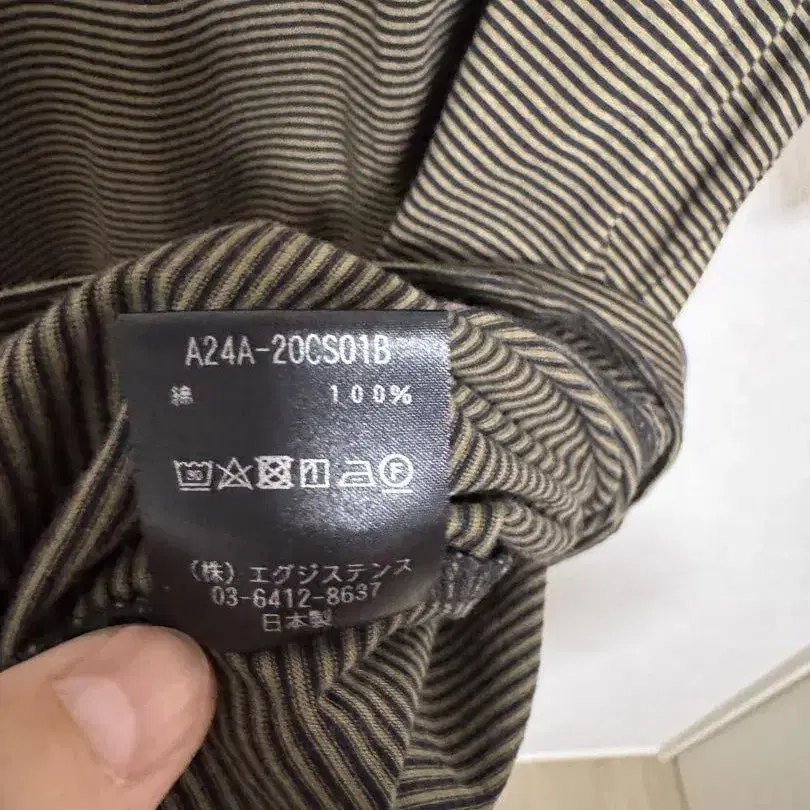 A24A-20CS01B
綿 100%
F
（株）エグジステンス
03-6412-8637
日本製